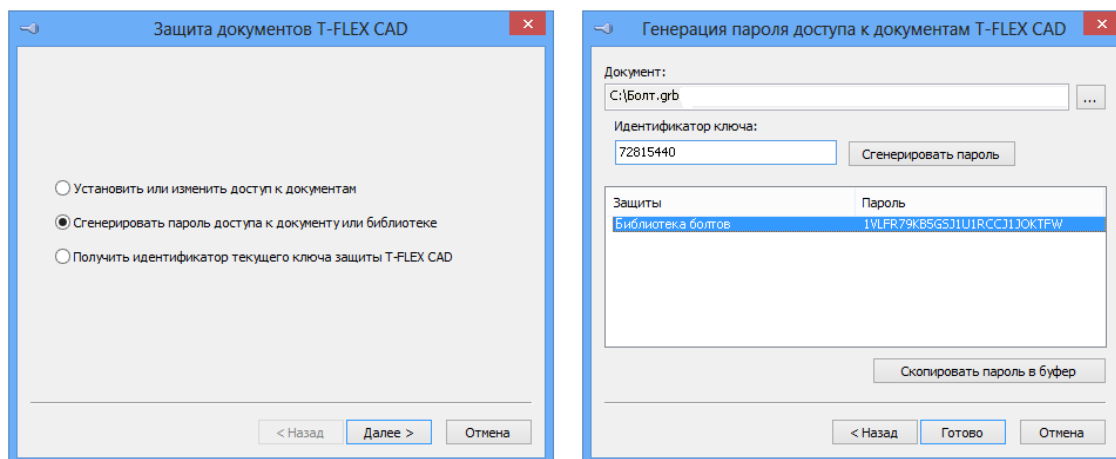 Защита документов T-FLEX CAD
Установить или изменить доступ к документам
Сгенерировать пароль доступа к документу или библиотеке
Получить идентификатор текущего ключа защиты T-FLEX CAD
< Назад
Далее >
Отмена
Генерация пароля доступа к документам T-FLEX CAD
Документ:
C:\Болт.grb
...
Идентификатор ключа:
72815440
Сгенерировать пароль
Защиты Пароль
Библиотека болтов 1VLFR79KB5GSJ1U1RCCJ1JOKTFW
Скопировать пароль в буфер
< Назад
Готово
Отмена